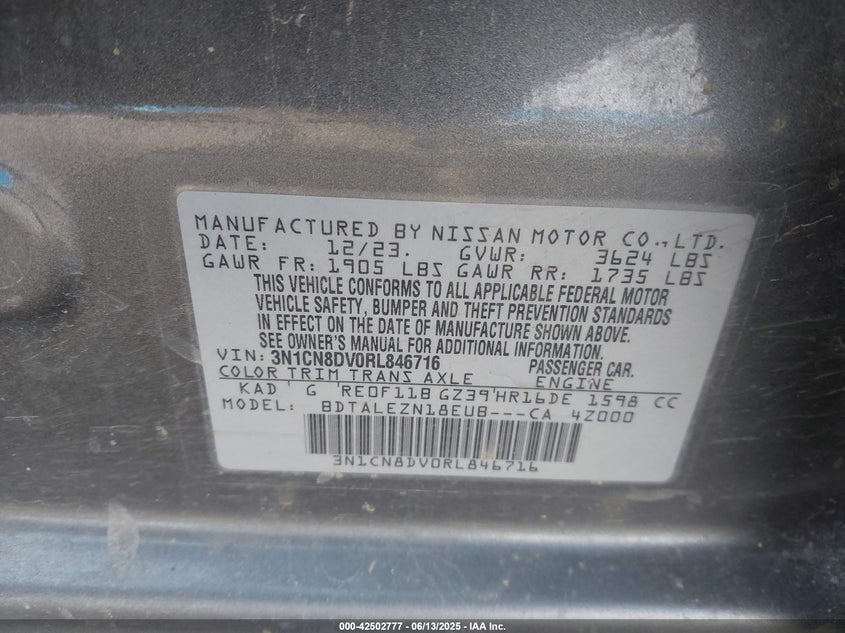 MANUFACTURED BY NISSAN MOTOR CO.,LTD.
DATE: 12/23. GVWR: 3624 LBS
GAWR FR: 1905 LBS GAWR RR: 1735 LBS
THIS VEHICLE CONFORMS TO ALL APPLICABLE FEDERAL MOTOR
VEHICLE SAFETY, BUMPER AND THEFT PREVENTION STANDARDS
IN EFFECT ON THE DATE OF MANUFACTURE SHOWN ABOVE.
SEE OWNER'S MANUAL FOR ADDITIONAL INFORMATION.
VIN: 3N1CN8DV0RL846716 PASSENGER CAR.
COLOR TRIM TRANS AXLE ENGINE
KAD ' G 'RE0F11B GZ39'HR16DE 1598 CC
MODEL: BDTALEZN18EUB---CA 4Z000
3N1CN8DV0RL846716
000-42502777 - 06/13/2025 - IAA Inc.